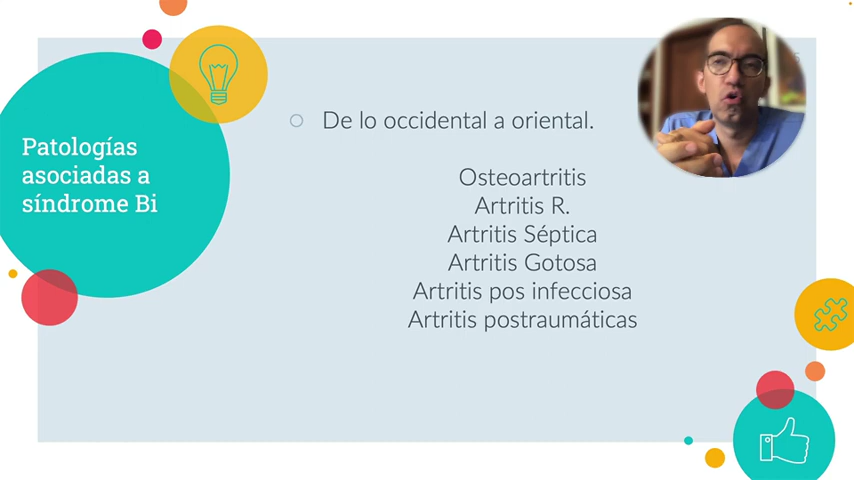 Patologías
asociadas a
síndrome Bi
De lo occidental a oriental.
Osteoartritis
Artritis R.
Artritis Séptica
Artritis Gotosa
Artritis pos infecciosa
Artritis postraumáticas